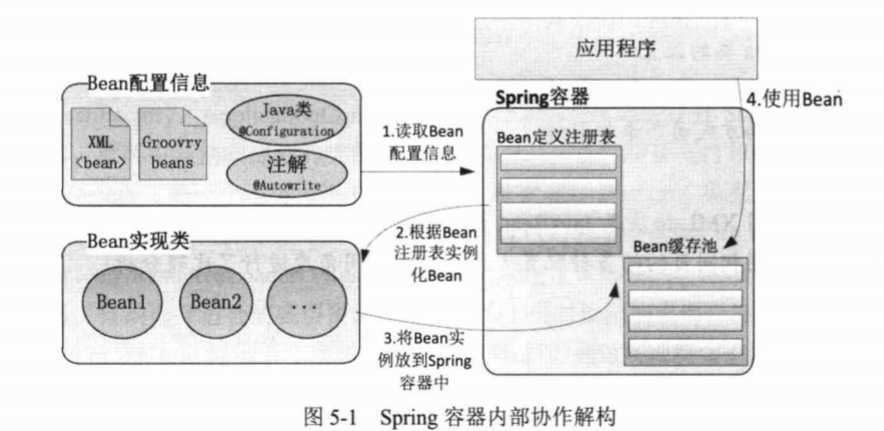 应用程序
Bean配置信息
XML
<bean>
Groovry
beans
Java类
@Configuration
注解
@Autowrite
1.读取Bean
配置信息
Spring容器
4.使用Bean
Bean定义注册表
2.根据Bean
注册表实例
化Bean
Bean缓存池
Bean实现类
Bean1
Bean2
...
3.将Bean实
例放到Spring
容器中
图 5-1 Spring 容器内部协作解构